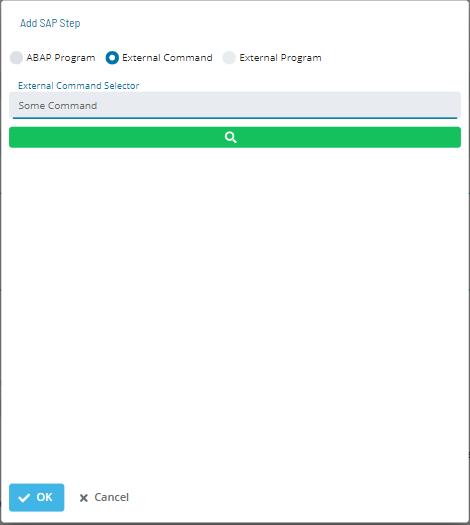 Add SAP Step
ABAP Program External Command External Program
External Command Selector
Some Command
OK Cancel